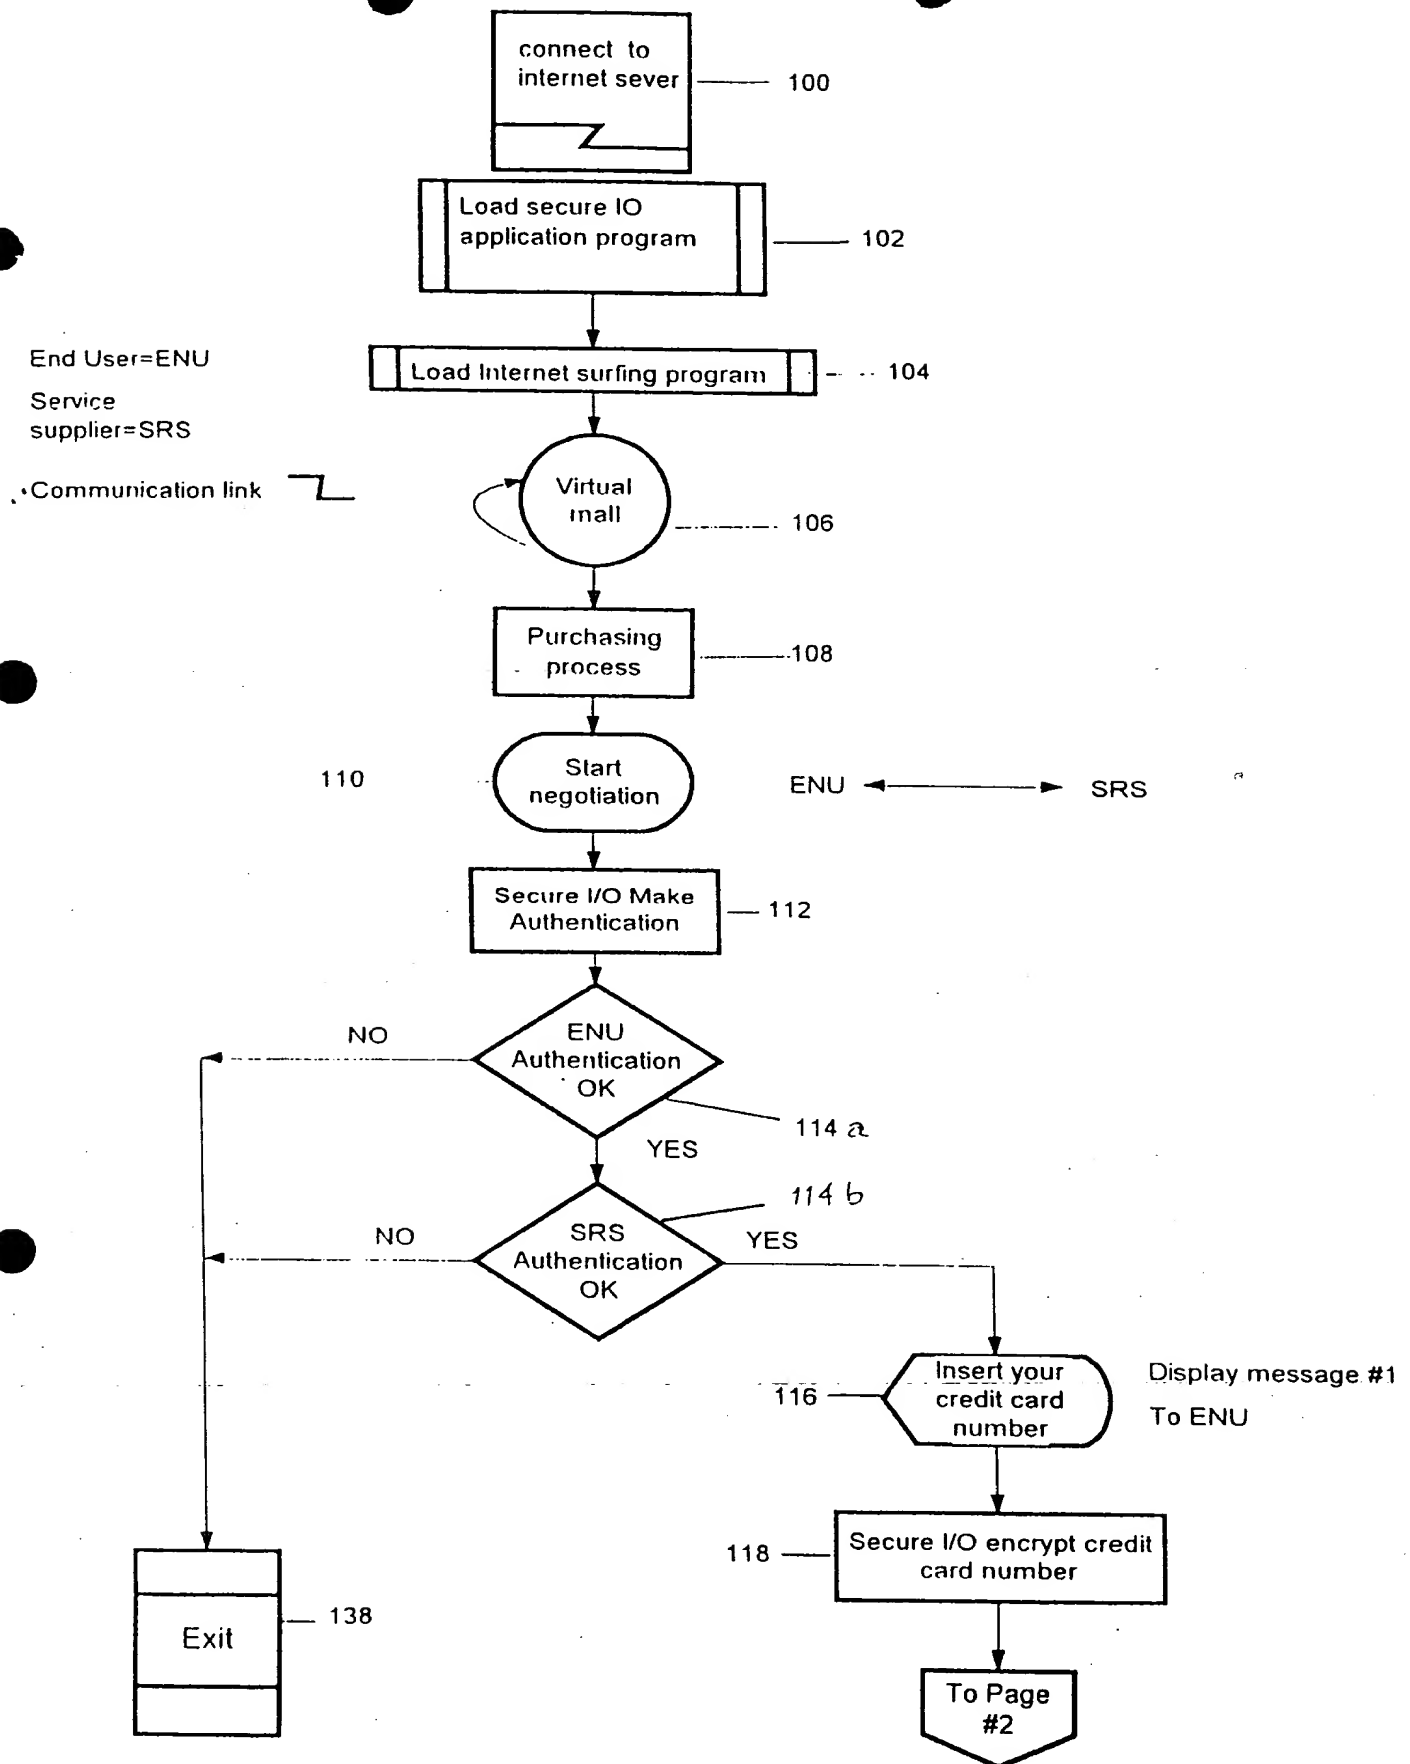 connect to
internet sever
100
Load secure IO
application program
102
End User=ENU
Load Internet surfing program
104
Service
supplier=SRS
Communication link
Virtual
mall
106
Purchasing
process
108
110
Start
negotiation
ENU
SRS
Secure I/O Make
Authentication
112
NO
ENU
Authentication
OK
114 a
YES
114 b
NO
SRS
Authentication
OK
YES
116
Insert your
credit card
number
Display message #1
To ENU
118
Secure I/O encrypt credit
card number
Exit
138
To Page
#2